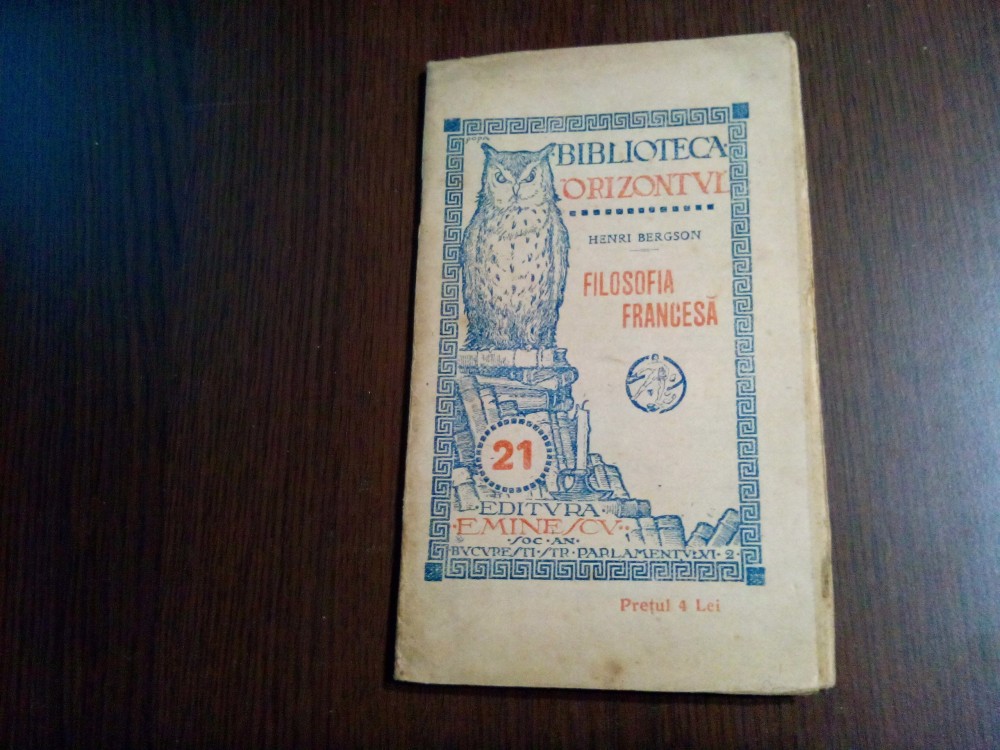 BIBLIOTECA
ORIZONTVL
HENRI BERGSON
FILOSOFIA
FRANCESĂ
21
EDITVRA
·EMINESCV·
·SOC·AN·
·BVCVREȘTI·STR·PARLAMENTVLVI·2·
Prețul 4 Lei